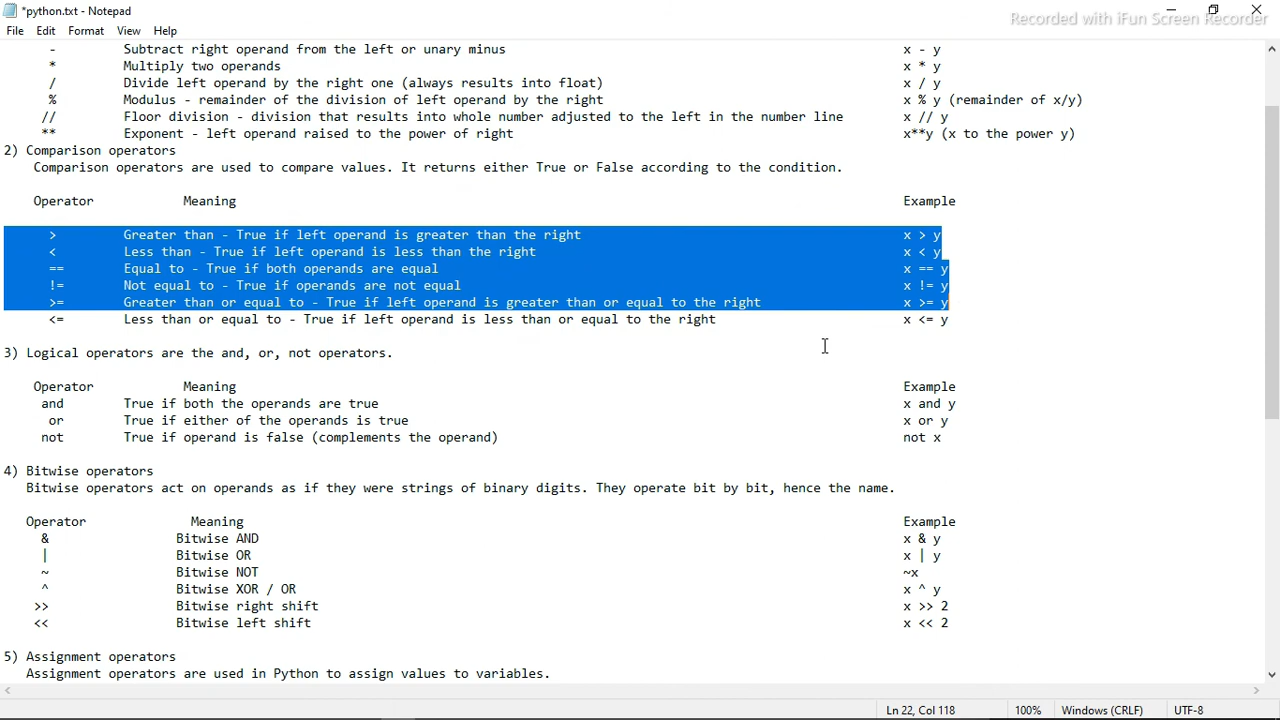 *python.txt - Notepad
Recorded with iFun Screen Recorder
File Edit Format View Help
- Subtract right operand from the left or unary minus x - y
* Multiply two operands x * y
/ Divide left operand by the right one (always results into float) x / y
% Modulus - remainder of the division of left operand by the right x % y (remainder of x/y)
// Floor division - division that results into whole number adjusted to the left in the number line x // y
** Exponent - left operand raised to the power of right x**y (x to the power y)
2) Comparison operators
Comparison operators are used to compare values. It returns either True or False according to the condition.
Operator Meaning Example
> Greater than - True if left operand is greater than the right x > y
< Less than - True if left operand is less than the right x < y
== Equal to - True if both operands are equal x == y
!= Not equal to - True if operands are not equal x != y
>= Greater than or equal to - True if left operand is greater than or equal to the right x >= y
<= Less than or equal to - True if left operand is less than or equal to the right x <= y
3) Logical operators are the and, or, not operators.
Operator Meaning Example
and True if both the operands are true x and y
or True if either of the operands is true x or y
not True if operand is false (complements the operand) not x
4) Bitwise operators
Bitwise operators act on operands as if they were strings of binary digits. They operate bit by bit, hence the name.
Operator Meaning Example
& Bitwise AND x & y
| Bitwise OR x | y
~ Bitwise NOT ~x
^ Bitwise XOR / OR x ^ y
>> Bitwise right shift x >> 2
<< Bitwise left shift x << 2
5) Assignment operators
Assignment operators are used in Python to assign values to variables.
Ln 22, Col 118 100% Windows (CRLF) UTF-8